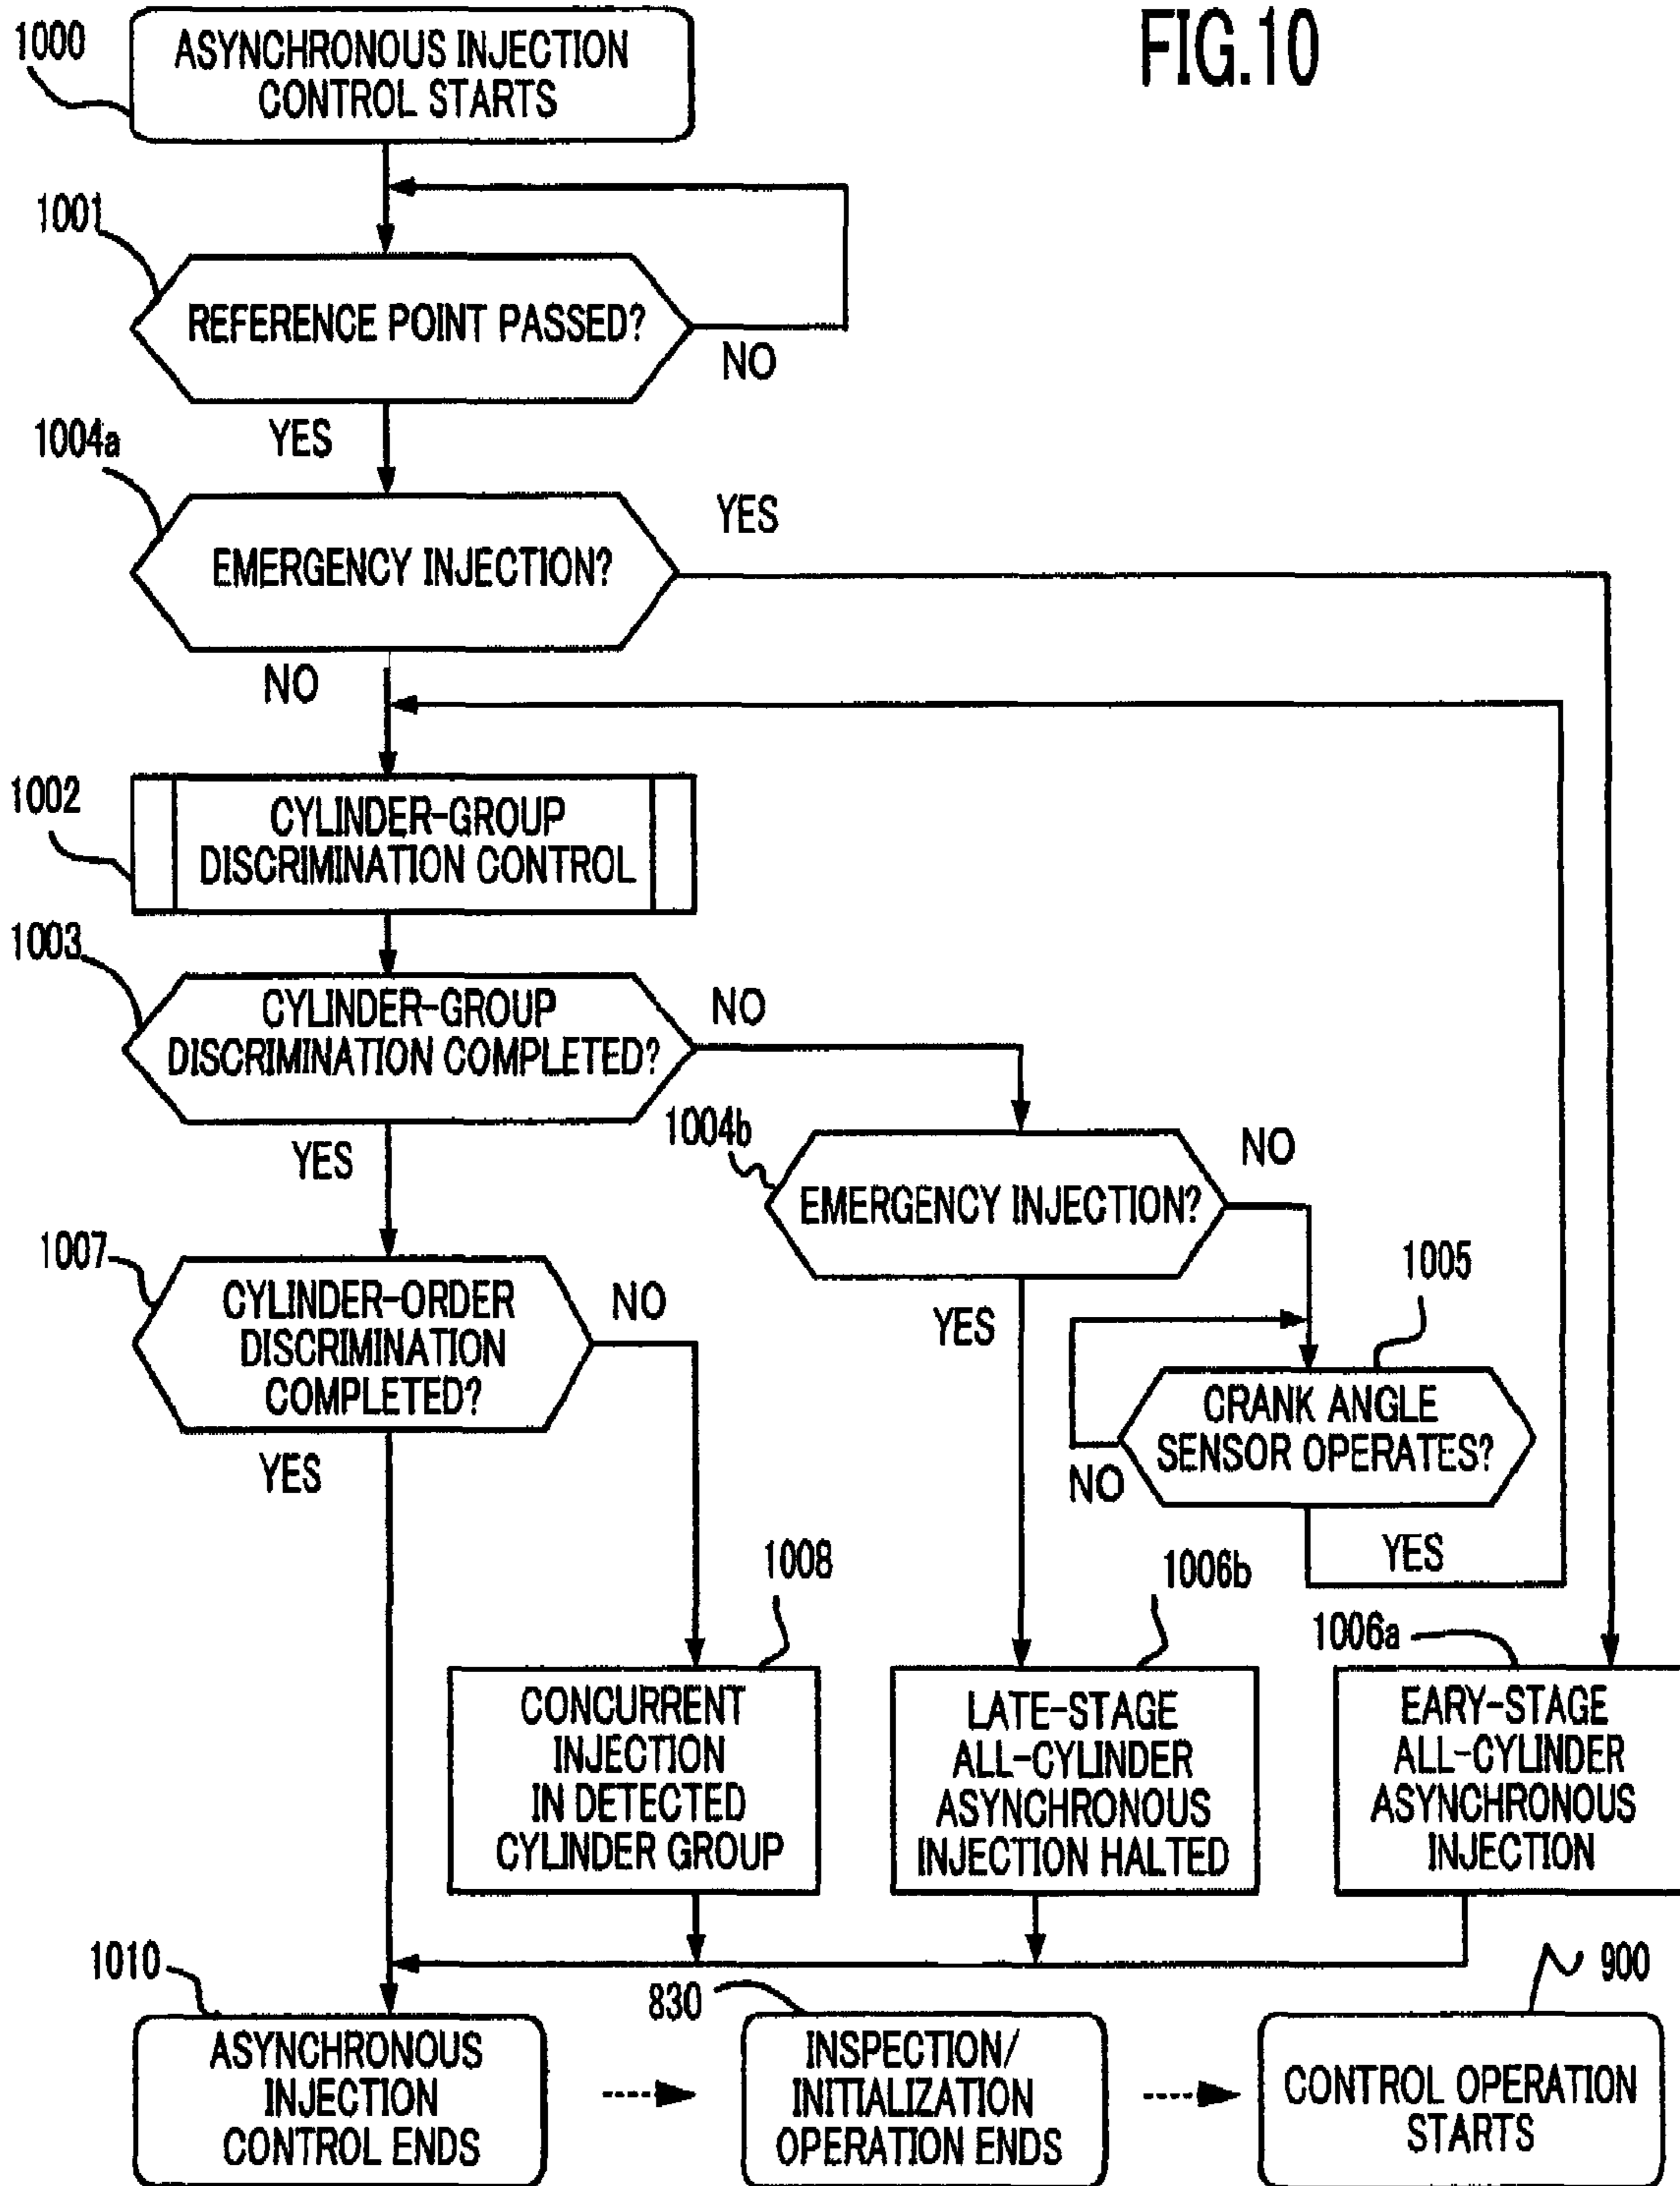 FIG.10
1000
ASYNCHRONOUS INJECTION
CONTROL STARTS
1001
REFERENCE POINT PASSED?
NO
YES
1004a
EMERGENCY INJECTION?
YES
NO
1002
CYLINDER-GROUP
DISCRIMINATION CONTROL
1003
CYLINDER-GROUP
DISCRIMINATION COMPLETED?
NO
YES
1004b
EMERGENCY INJECTION?
NO
YES
1007
CYLINDER-ORDER
DISCRIMINATION
COMPLETED?
NO
YES
1005
CRANK ANGLE
SENSOR OPERATES?
NO
YES
1008
CONCURRENT
INJECTION
IN DETECTED
CYLINDER GROUP
1006b
LATE-STAGE
ALL-CYLINDER
ASYNCHRONOUS
INJECTION HALTED
1006a
EARY-STAGE
ALL-CYLINDER
ASYNCHRONOUS
INJECTION
1010
ASYNCHRONOUS
INJECTION
CONTROL ENDS
830
INSPECTION/
INITIALIZATION
OPERATION ENDS
900
CONTROL OPERATION
STARTS